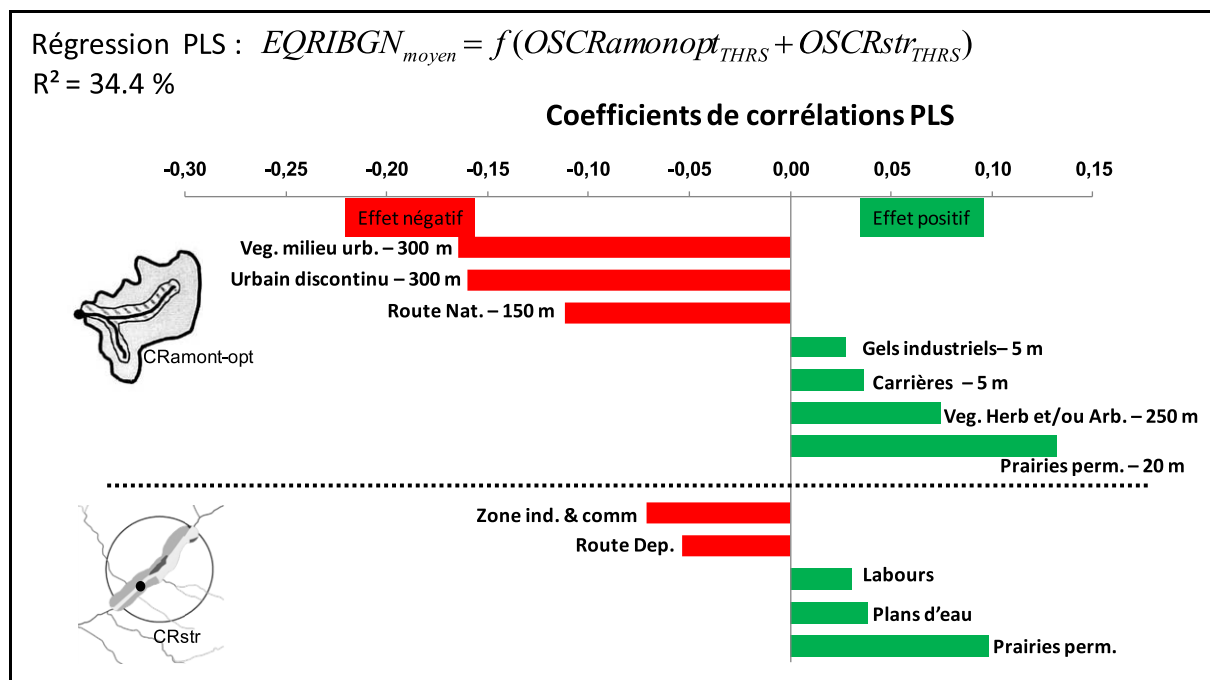 Régression PLS : EQRIBGN_moyen = f(OSCRamonopt_THRS + OSCRstr_THRS)
R² = 34.4 %
Coefficients de corrélations PLS
-0,30 -0,25 -0,20 -0,15 -0,10 -0,05 0,00 0,05 0,10 0,15
Effet négatif Effet positif
Veg. milieu urb. – 300 m
Urbain discontinu – 300 m
Route Nat. – 150 m
Gels industriels– 5 m
CRamont-opt
Carrières – 5 m
Veg. Herb et/ou Arb. – 250 m
Prairies perm. – 20 m
Zone ind. & comm
Route Dep.
Labours
Plans d'eau
CRstr
Prairies perm.